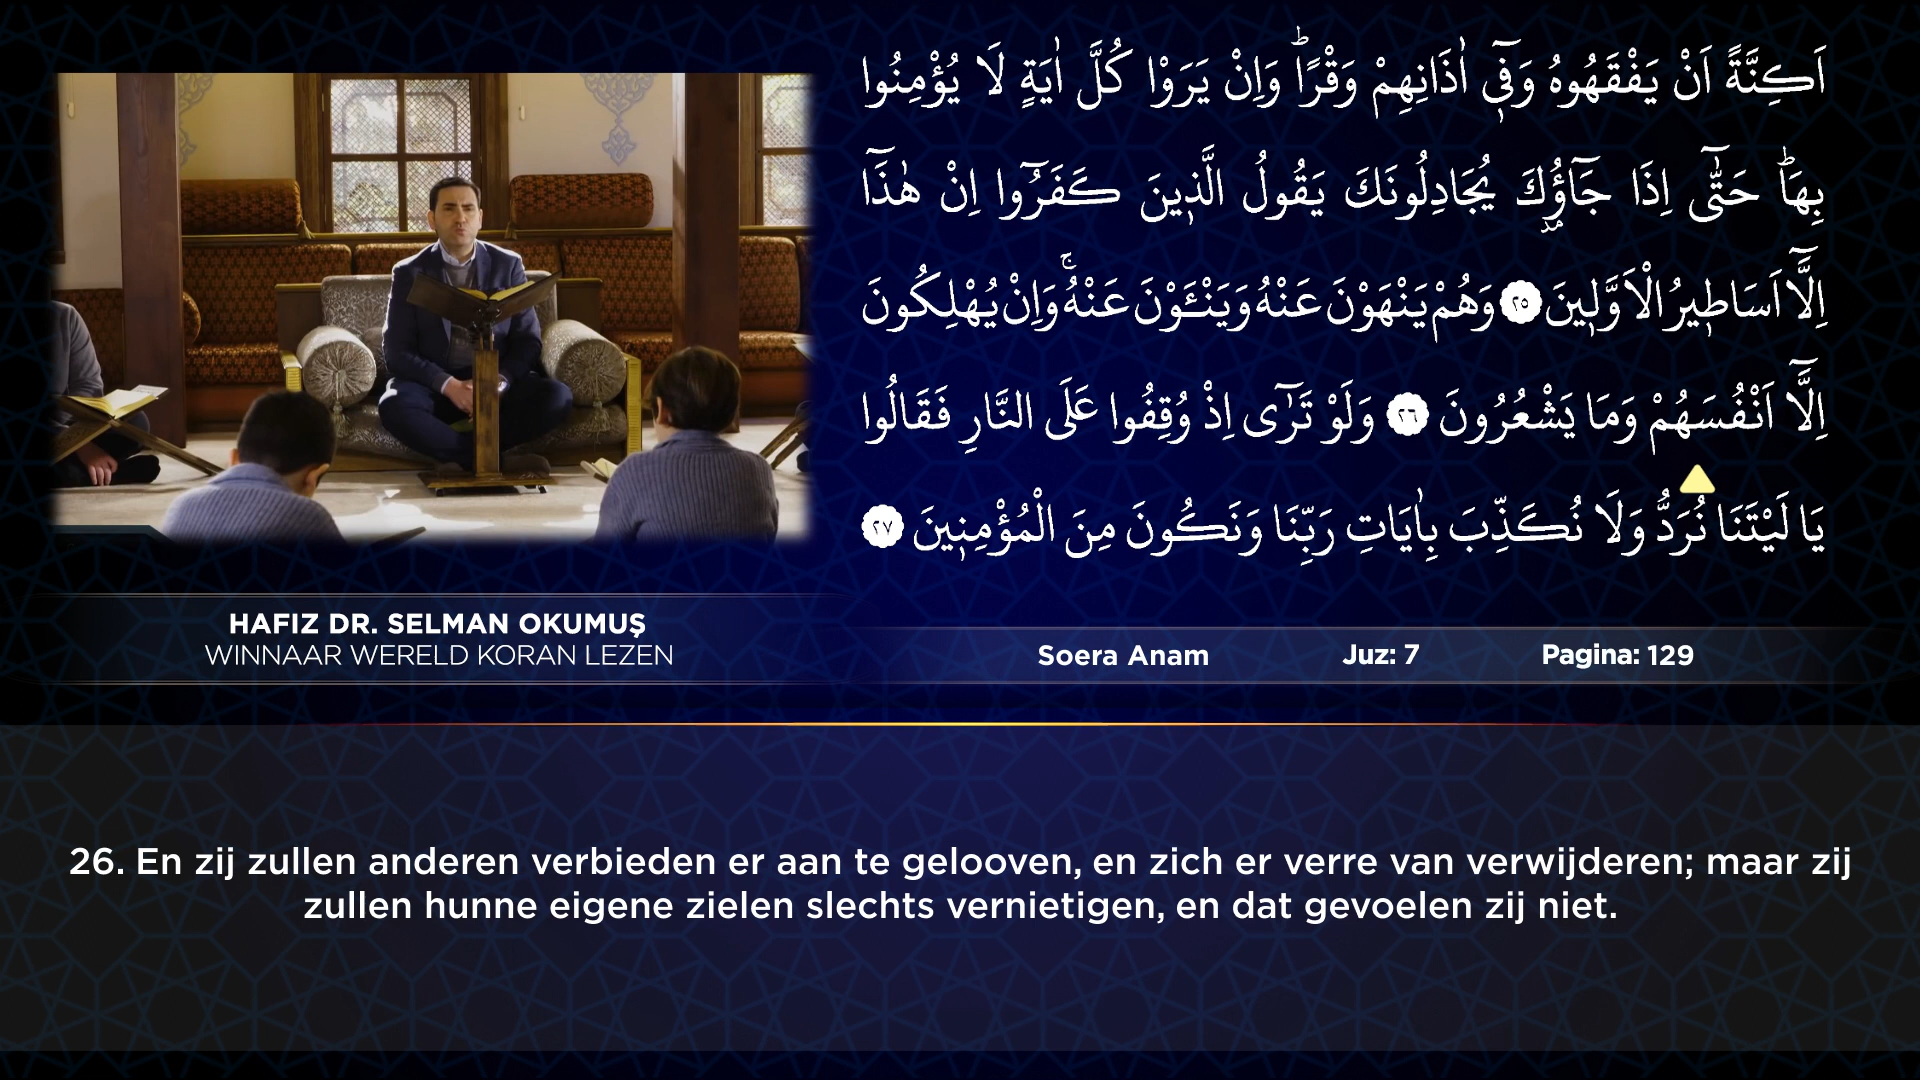 اَكِنَّةً اَنْ يَفْقَهُوهُ وَفٖٓي اٰذَانِهِمْ وَقْرًاؕ وَاِنْ يَرَوْا كُلَّ اٰيَةٍ لَا يُؤْمِنُوا
بِهَاؕ حَتّٰٓى اِذَا جَٓاؤُ۫كَ يُجَادِلُونَكَ يَقُولُ الَّذٖينَ كَفَرُٓوا اِنْ هٰذَٓا
اِلَّٓا اَسَاطٖيرُ الْاَوَّلٖينَ ٢٥ وَهُمْ يَنْهَوْنَ عَنْهُ وَيَنْـَٔوْنَ عَنْهُۚ وَاِنْ يُهْلِكُونَ
اِلَّٓا اَنْفُسَهُمْ وَمَا يَشْعُرُونَ ٢٦ وَلَوْ تَرٰٓى اِذْ وُقِفُوا عَلَى النَّارِ فَقَالُوا
يَا لَيْتَنَا نُرَدُّ وَلَا نُكَذِّبَ بِاٰيَاتِ رَبِّنَا وَنَكُونَ مِنَ الْمُؤْمِنٖينَ ٢٧
HAFIZ DR. SELMAN OKUMUŞ
WINNAAR WERELD KORAN LEZEN
Soera Anam Juz: 7 Pagina: 129
26. En zij zullen anderen verbieden er aan te gelooven, en zich er verre van verwijderen; maar zij
zullen hunne eigene zielen slechts vernietigen, en dat gevoelen zij niet.